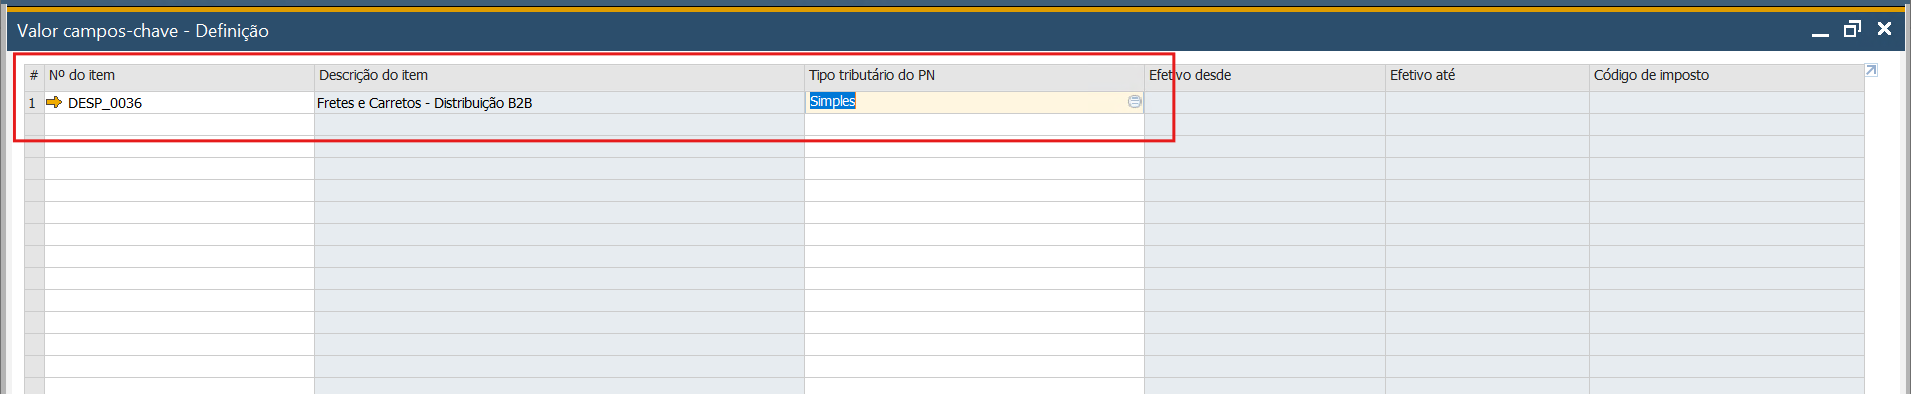 Valor campos-chave - Definição
# Nº do item Descrição do item Tipo tributário do PN Efetivo desde Efetivo até Código de imposto
1 DESP_0036 Fretes e Carretos - Distribuição B2B Simples